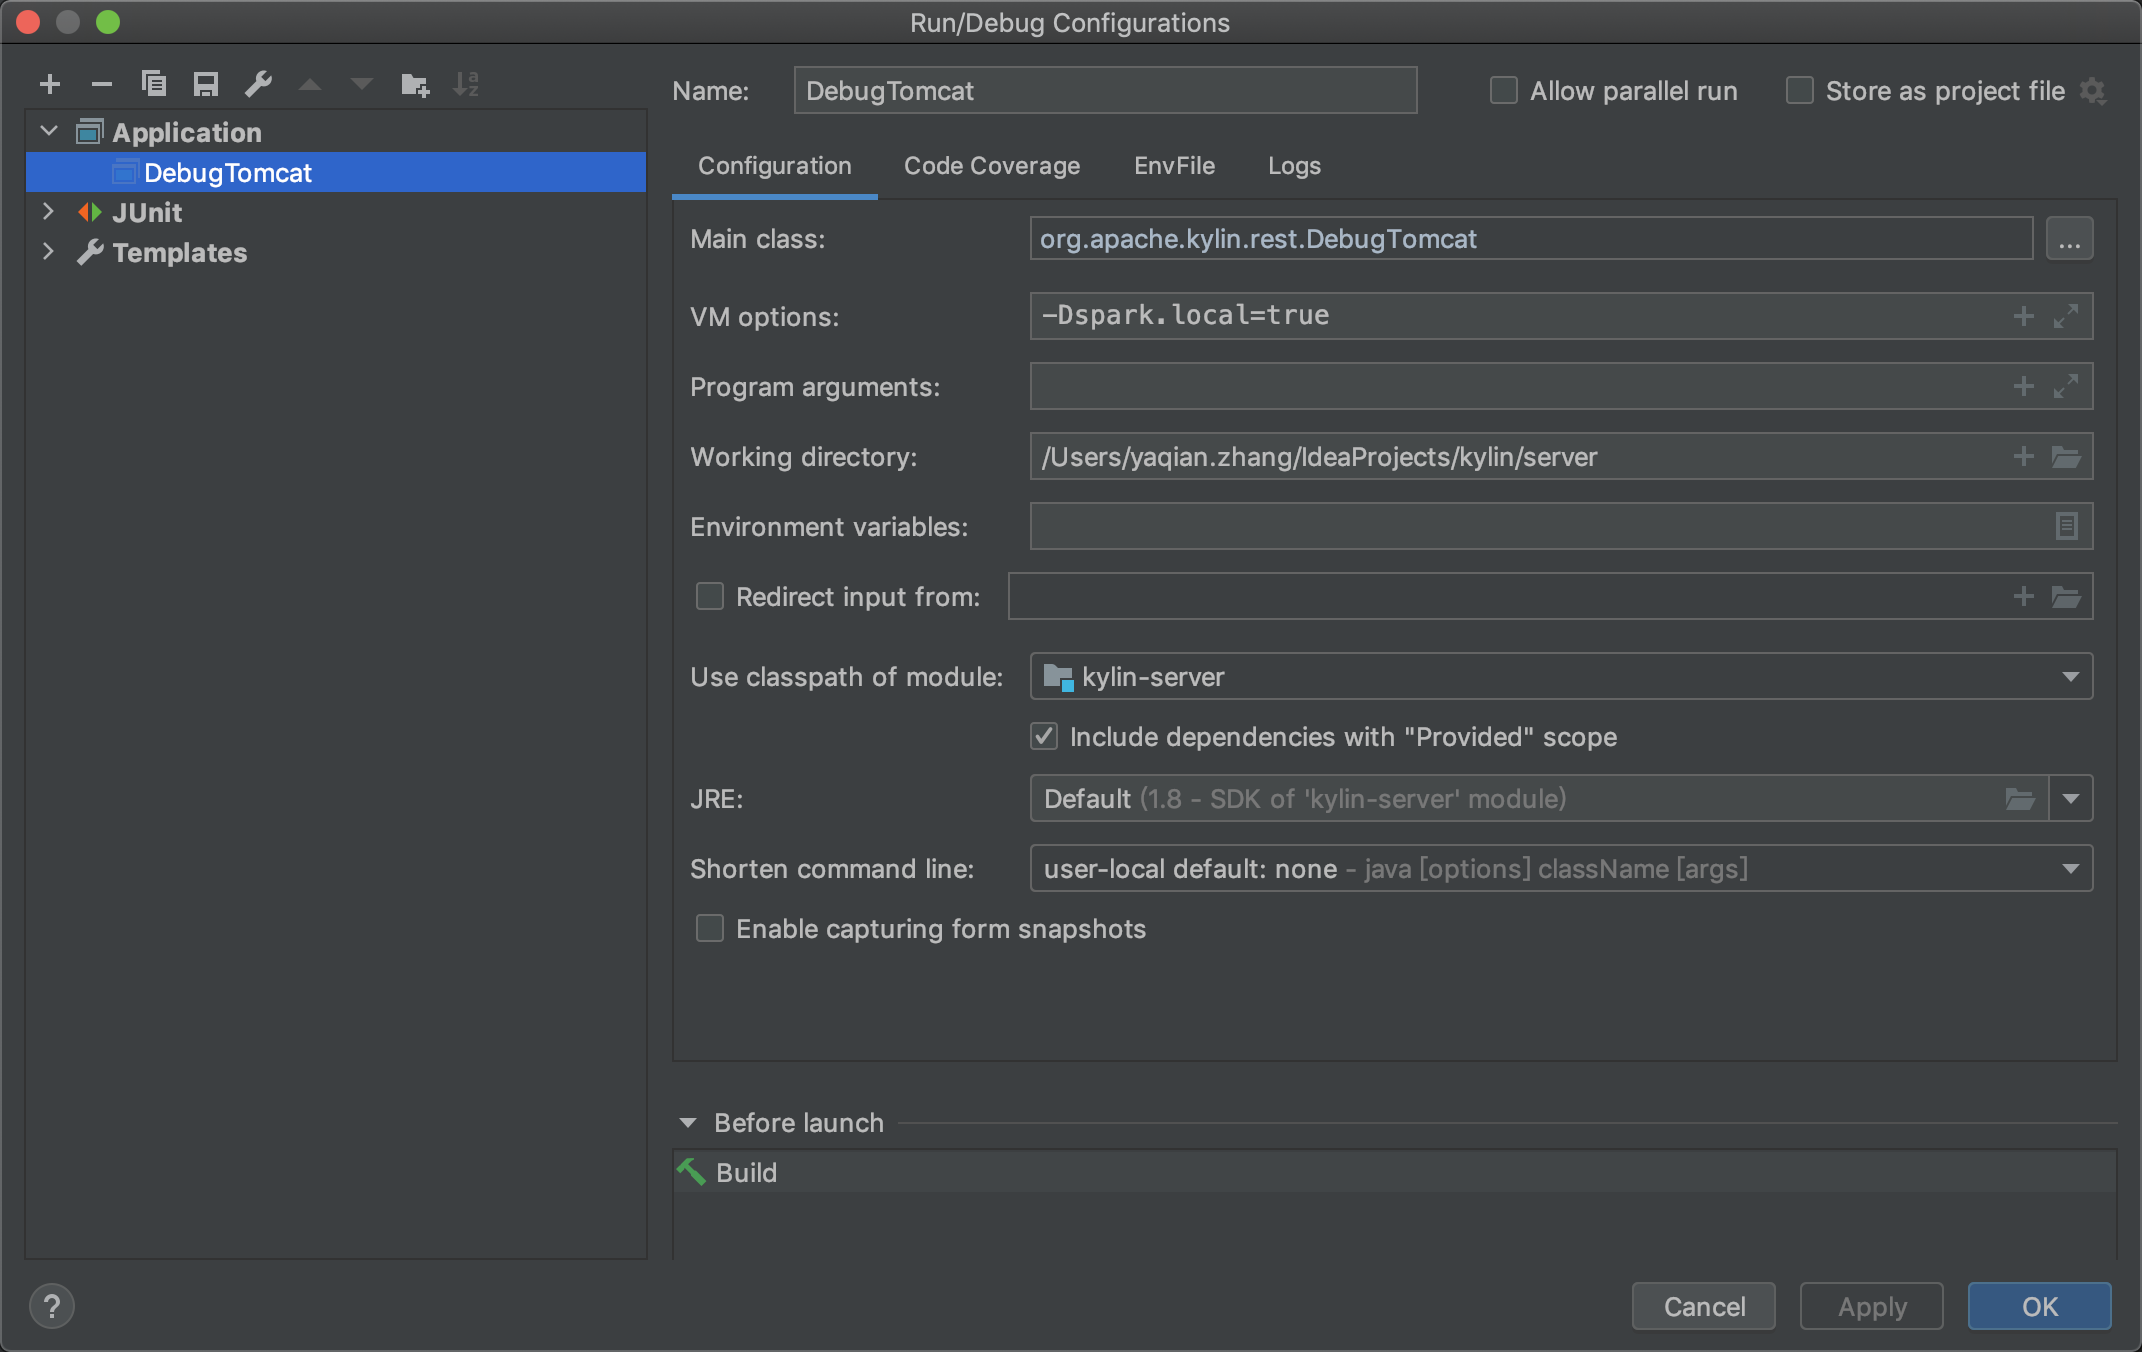 Run/Debug Configurations
Name: DebugTomcat Allow parallel run Store as project file
Application
DebugTomcat
JUnit
Templates
Configuration Code Coverage EnvFile Logs
Main class: org.apache.kylin.rest.DebugTomcat ...
VM options: -Dspark.local=true
Program arguments:
Working directory: /Users/yaqian.zhang/IdeaProjects/kylin/server
Environment variables:
Redirect input from:
Use classpath of module: kylin-server
Include dependencies with "Provided" scope
JRE: Default (1.8 - SDK of 'kylin-server' module)
Shorten command line: user-local default: none - java [options] className [args]
Enable capturing form snapshots
Before launch
Build
? Cancel Apply OK